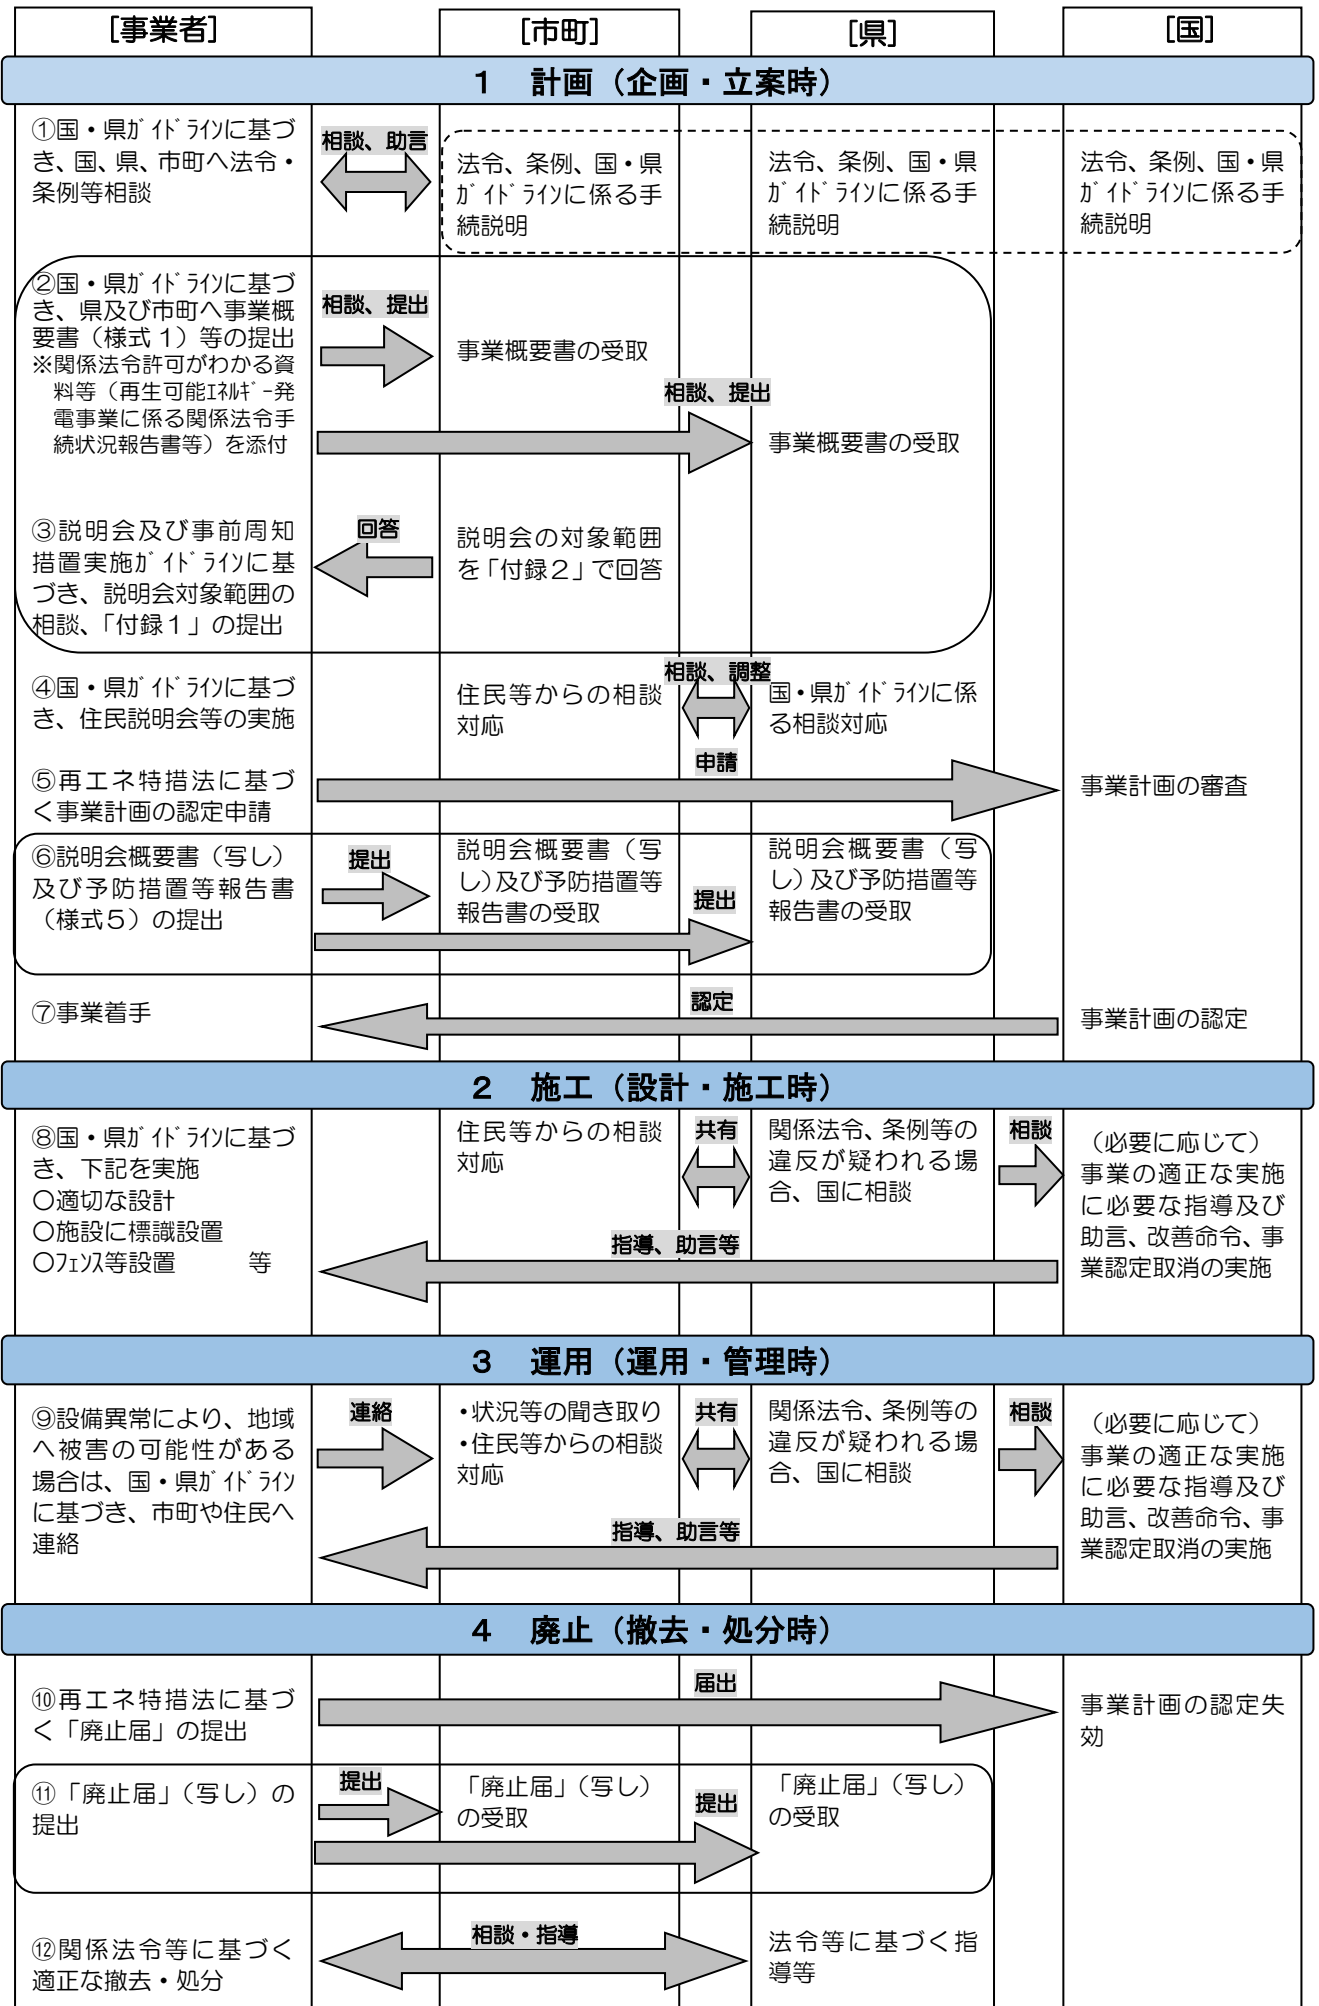 [事業者]
[市町]
[県]
[国]
１　計画（企画・立案時）
①国・県ｶﾞｲﾄﾞﾗｲﾝに基づ
き、国、県、市町へ法令・
条例等相談
相談、助言
法令、条例、国・県
ｶﾞｲﾄﾞﾗｲﾝに係る手
続説明
法令、条例、国・県
ｶﾞｲﾄﾞﾗｲﾝに係る手
続説明
法令、条例、国・県
ｶﾞｲﾄﾞﾗｲﾝに係る手
続説明
②国・県ｶﾞｲﾄﾞﾗｲﾝに基づ
き、県及び市町へ事業概
要書（様式１）等の提出
※関係法令許可がわかる資
料等（再生可能ｴﾈﾙｷﾞｰ発
電事業に係る関係法令手
続状況報告書等）を添付
相談、提出
事業概要書の受取
相談、提出
事業概要書の受取
③説明会及び事前周知
措置実施ｶﾞｲﾄﾞﾗｲﾝに基
づき、説明会対象範囲の
相談、「付録１」の提出
回答
説明会の対象範囲
を「付録２」で回答
④国・県ｶﾞｲﾄﾞﾗｲﾝに基づ
き、住民説明会等の実施
住民等からの相談
対応
相談、調整
国・県ｶﾞｲﾄﾞﾗｲﾝに係
る相談対応
⑤再エネ特措法に基づ
く事業計画の認定申請
申請
事業計画の審査
⑥説明会概要書（写し）
及び予防措置等報告書
（様式５）の提出
提出
説明会概要書（写
し）及び予防措置等
報告書の受取
提出
説明会概要書（写
し）及び予防措置等
報告書の受取
⑦事業着手
認定
事業計画の認定
２　施工（設計・施工時）
⑧国・県ｶﾞｲﾄﾞﾗｲﾝに基づ
き、下記を実施
〇適切な設計
〇施設に標識設置
〇ﾌｪﾝｽ等設置　　　等
住民等からの相談
対応
共有
関係法令、条例等の
違反が疑われる場
合、国に相談
相談
（必要に応じて）
事業の適正な実施
に必要な指導及び
助言、改善命令、事
業認定取消の実施
指導、助言等
３　運用（運用・管理時）
⑨設備異常により、地域
へ被害の可能性がある
場合は、国・県ｶﾞｲﾄﾞﾗｲﾝ
に基づき、市町や住民へ
連絡
連絡
・状況等の聞き取り
・住民等からの相談
対応
共有
関係法令、条例等の
違反が疑われる場
合、国に相談
相談
（必要に応じて）
事業の適正な実施
に必要な指導及び
助言、改善命令、事
業認定取消の実施
指導、助言等
４　廃止（撤去・処分時）
⑩再エネ特措法に基づ
く「廃止届」の提出
届出
事業計画の認定失
効
⑪「廃止届」（写し）の
提出
提出
「廃止届」（写し）
の受取
提出
「廃止届」（写し）
の受取
⑫関係法令等に基づく
適正な撤去・処分
相談・指導
法令等に基づく指
導等